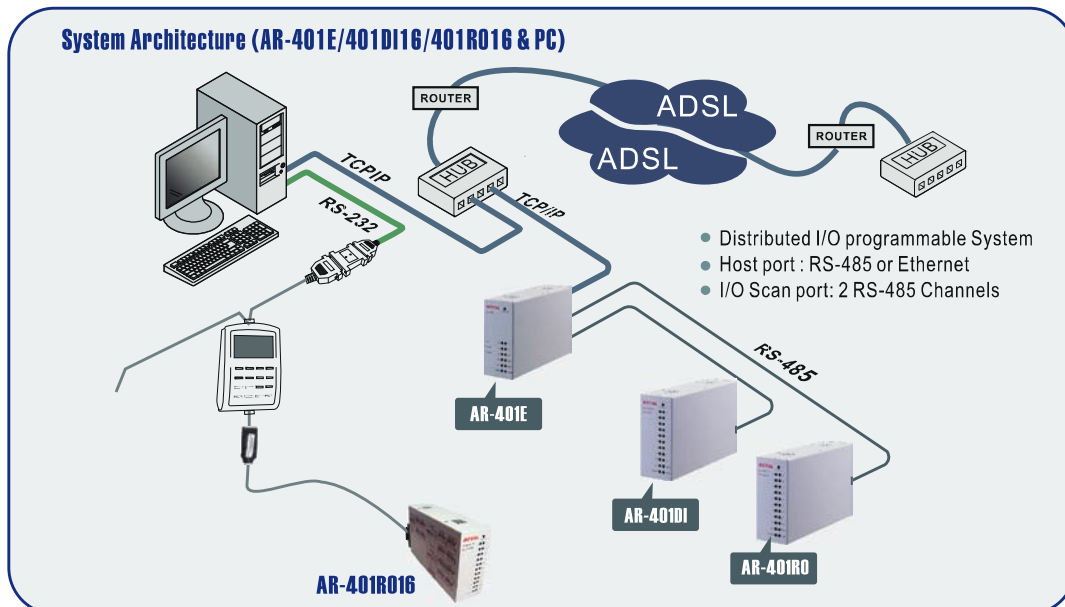 System Architecture (AR-401E/401DI16/401RO16 & PC)
ROUTER
ADSL
ADSL
ROUTER
HUB
HUB
TCPIP
TCP/IP
RS-232
Distributed I/O programmable System
Host port : RS-485 or Ethernet
I/O Scan port: 2 RS-485 Channels
RS-485
AR-401E
AR-401DI
AR-401RO
AR-401RO16